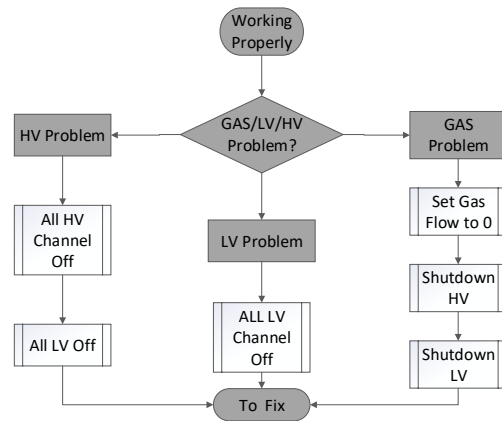 Working
Properly
GAS/LV/HV
Problem?
HV Problem
GAS
Problem
All HV
Channel
Off
LV Problem
Set Gas
Flow to 0
Shutdown
HV
All LV Off
ALL LV
Channel
Off
Shutdown
LV
To Fix